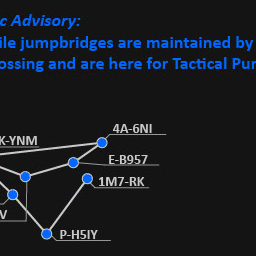 c Advisory:
ile jumpbridges are maintained by
ossing and are here for Tactical Pur
4A-6NI
K-YNM
E-B957
1M7-RK
V
P-H5IY